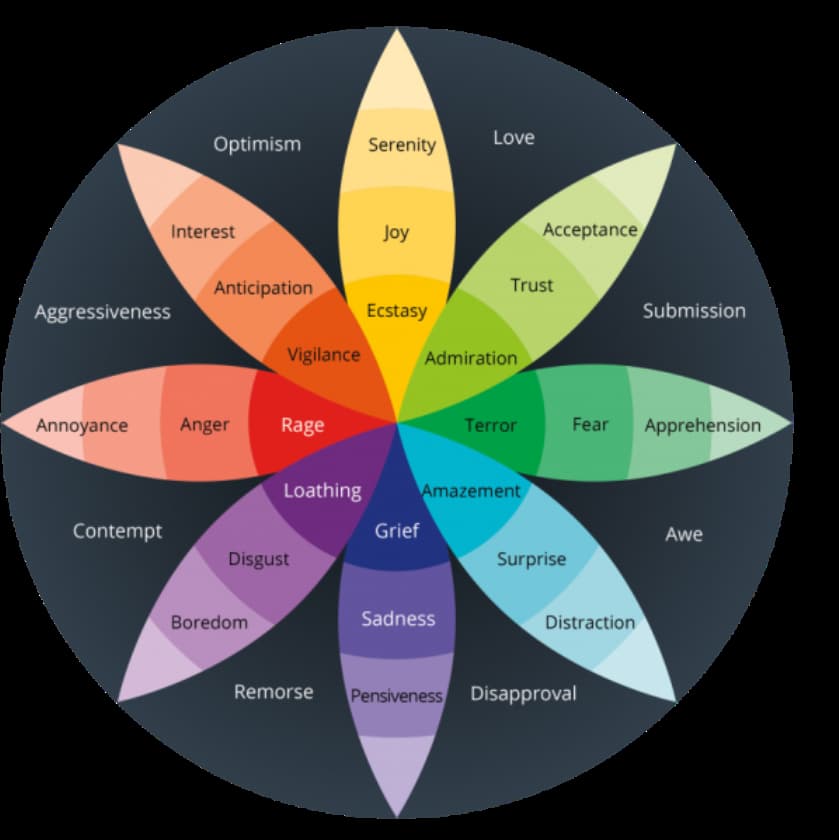 Optimism
Serenity
Love
Interest
Joy
Acceptance
Anticipation
Trust
Aggressiveness
Ecstasy
Submission
Vigilance
Admiration
Annoyance
Anger
Rage
Terror
Fear
Apprehension
Loathing
Amazement
Contempt
Grief
Awe
Disgust
Surprise
Boredom
Sadness
Distraction
Remorse
Pensiveness
Disapproval